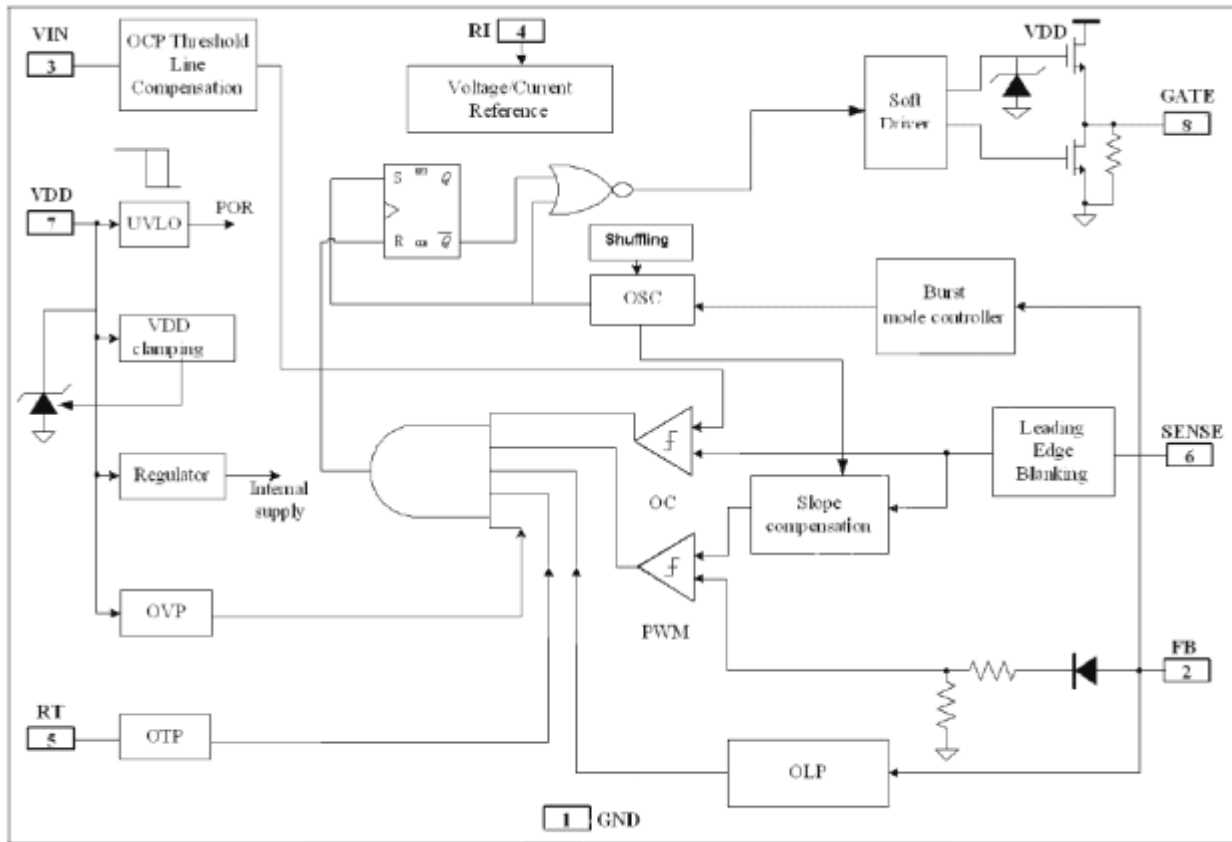 VIN
3
OCP Threshold
Line
Compensation
RI
4
Voltage/Current
Reference
VDD
Soft
Driver
GATE
8
VDD
7
UVLO
POR
S
Q
R
Q
Shuffling
OSC
Burst
mode controller
VDD
clamping
Leading
Edge
Blanking
SENSE
6
Regulator
Internal
supply
OC
Slope
compensation
OVP
PWM
FB
2
RT
5
OTP
OLP
1
GND